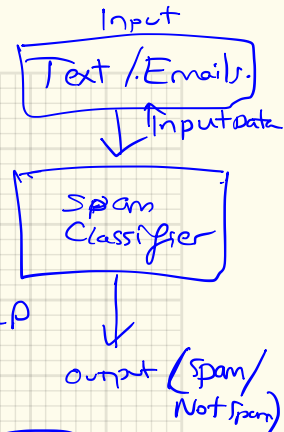 Input
Text / Emails.
Input Data
Spam
Classifier
P
output (Spam/
Not Spam)